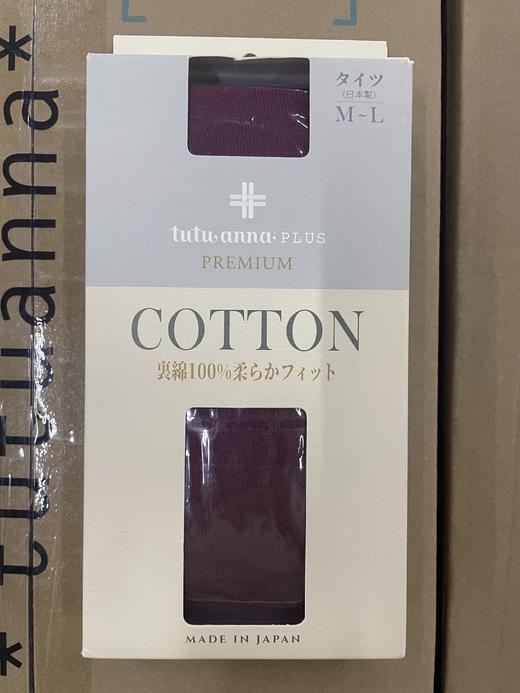 タイツ
(日本製)
M~L
tutu.anna PLUS
PREMIUM
COTTON
裏綿100%柔らかフィット
MADE IN JAPAN
*tutuanna*